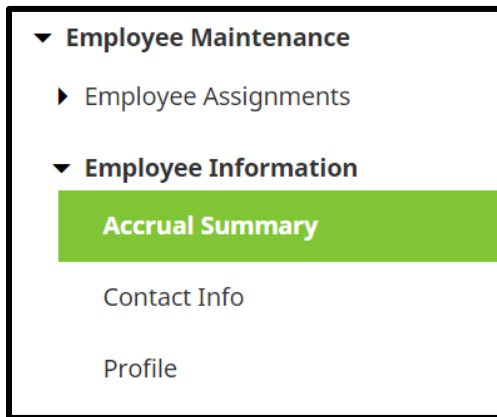 Employee Maintenance
Employee Assignments
Employee Information
Accrual Summary
Contact Info
Profile